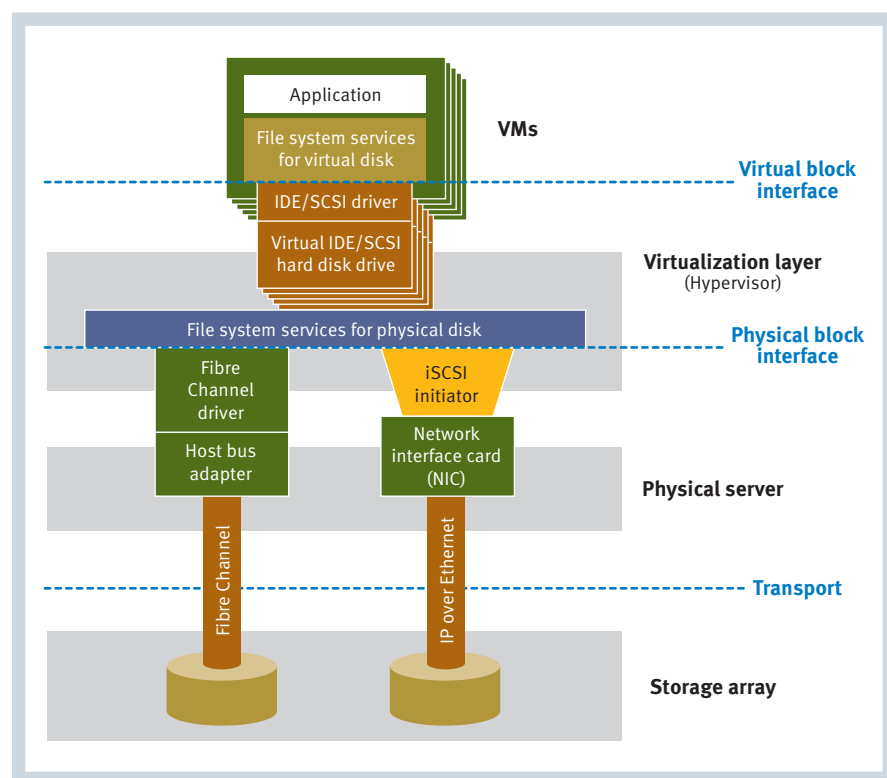 Application
VMs
File system services
for virtual disk
Virtual block
interface
IDE/SCSI driver
Virtual IDE/SCSI
hard disk drive
Virtualization layer
(Hypervisor)
File system services for physical disk
Physical block
interface
Fibre
Channel
driver
iSCSI
initiator
Host bus
adapter
Network
interface card
(NIC)
Physical server
Fibre Channel
IP over Ethernet
Transport
Storage array